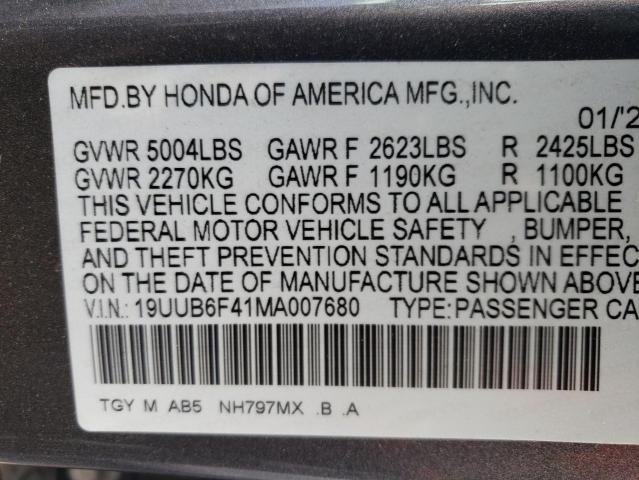 MFD.BY HONDA OF AMERICA MFG.,INC.
01/'2
GVWR 5004LBS GAWR F 2623LBS R 2425LBS
GVWR 2270KG GAWR F 1190KG R 1100KG
THIS VEHICLE CONFORMS TO ALL APPLICABLE
FEDERAL MOTOR VEHICLE SAFETY , BUMPER,
AND THEFT PREVENTION STANDARDS IN EFFEC
ON THE DATE OF MANUFACTURE SHOWN ABOVE
V.I.N.: 19UUB6F41MA007680 TYPE:PASSENGER CA
TGY M AB5 NH797MX .B .A